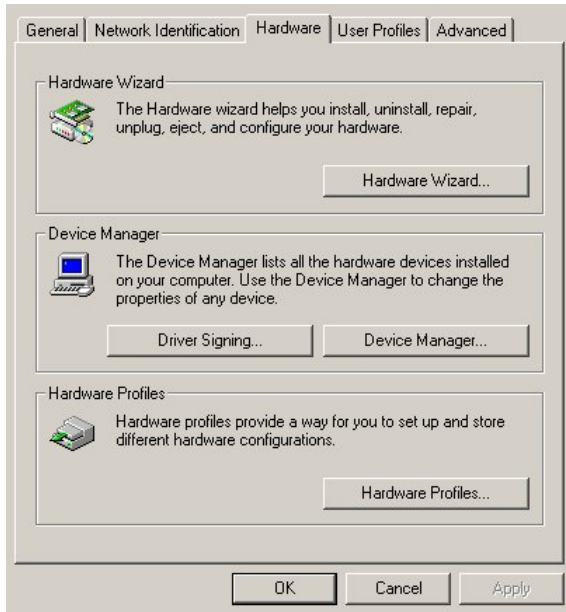 General Network Identification Hardware User Profiles Advanced
Hardware Wizard
The Hardware wizard helps you install, uninstall, repair,
unplug, eject, and configure your hardware.
Hardware Wizard...
Device Manager
The Device Manager lists all the hardware devices installed
on your computer. Use the Device Manager to change the
properties of any device.
Driver Signing... Device Manager...
Hardware Profiles
Hardware profiles provide a way for you to set up and store
different hardware configurations.
Hardware Profiles...
OK Cancel Apply